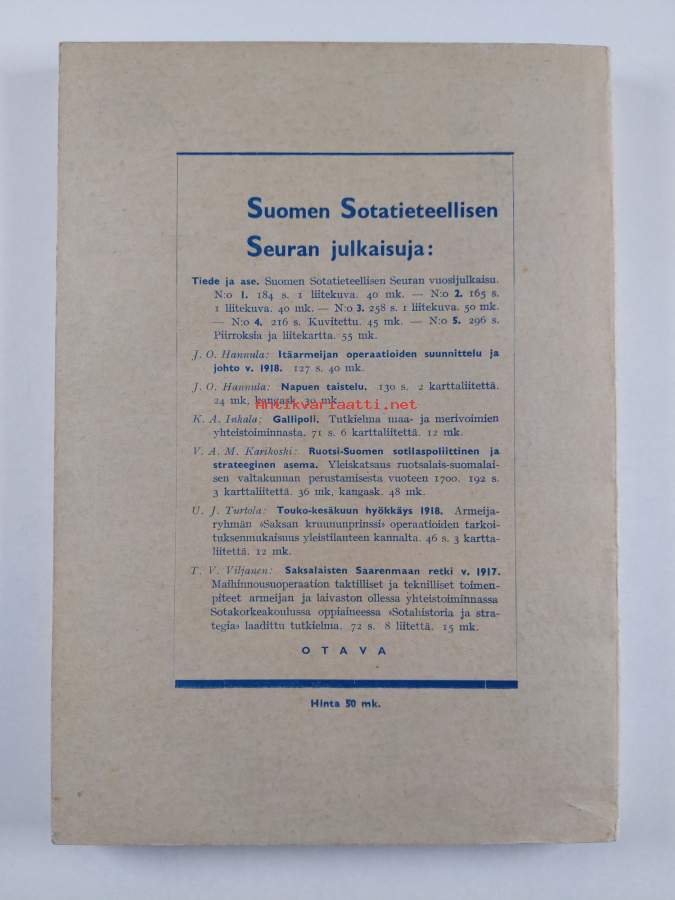 Suomen Sotatieteellisen
Seuran julkaisuja:
Tiede ja ase. Suomen Sotatieteellisen Seuran vuosijulkaisu.
N:o 1. 184 s. 1 liitekuva. 40 mk. — N:o 2. 165 s.
1 liitekuva. 40 mk. — N:o 3. 258 s. 1 liitekuva. 50 mk.
— N:o 4. 216 s. Kuvitettu. 45 mk. — N:o 5. 296 s.
Piirroksia ja liitekartta. 55 mk.
J. O. Hannula: Itäarmeijan operaatioiden suunnittelu ja
johto v. 1918. 127 s. 40 mk.
J. O. Hannula: Napuen taistelu. 130 s. 2 karttaliitettä.
24 mk, kangask. 30 mk.
antikvariaatti.net
K. A. Inkala: Gallipoli. Tutkielma maa- ja merivoimien
yhteistoiminnasta. 71 s. 6 karttaliitettä. 12 mk.
V. A. M. Karikoski: Ruotsi-Suomen sotilaspoliittinen ja
strateeginen asema. Yleiskatsaus ruotsalais-suomalai-
sen valtakunnan perustamisesta vuoteen 1700. 192 s.
3 karttaliitettä. 36 mk, kangask. 48 mk.
U. J. Turtola: Touko-kesäkuun hyökkäys 1918. Armeija-
ryhmän »Saksan kruununprinssi» operaatioiden tarkoi-
tuksenmukaisuus yleistilanteen kannalta. 46 s. 3 kartta-
liitettä. 12 mk.
T. V. Viljanen: Saksalaisten Saarenmaan retki v. 1917.
Maihinnousuoperaation taktilliset ja teknilliset toimen-
piteet armeijan ja laivaston ollessa yhteistoiminnassa
Sotakorkeakoulussa oppiaineessa »Sotahistoria ja stra-
tegia» laadittu tutkielma. 72 s. 8 liitettä. 15 mk.
OTAVA
Hinta 50 mk.